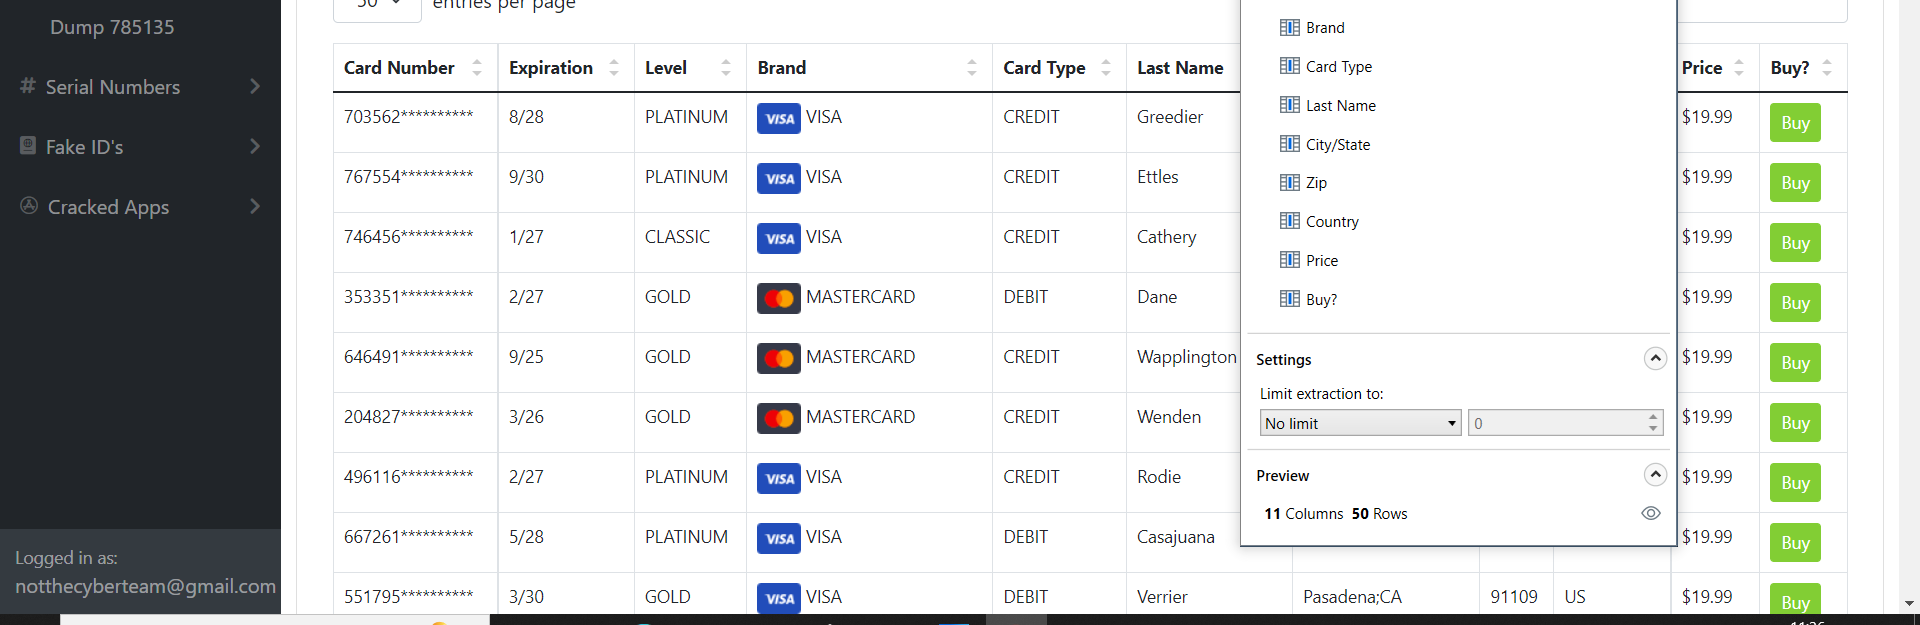 50 entries per page
Dump 785135
Serial Numbers
Fake ID's
Cracked Apps
Logged in as:
notthecyberteam@gmail.com
Card Number Expiration Level Brand Card Type Last Name Price Buy?
703562********** 8/28 PLATINUM VISA VISA CREDIT Greedier $19.99 Buy
767554********** 9/30 PLATINUM VISA VISA CREDIT Ettles $19.99 Buy
746456********** 1/27 CLASSIC VISA VISA CREDIT Cathery $19.99 Buy
353351********** 2/27 GOLD MASTERCARD DEBIT Dane $19.99 Buy
646491********** 9/25 GOLD MASTERCARD CREDIT Wapplington $19.99 Buy
204827********** 3/26 GOLD MASTERCARD CREDIT Wenden $19.99 Buy
496116********** 2/27 PLATINUM VISA VISA CREDIT Rodie $19.99 Buy
667261********** 5/28 PLATINUM VISA VISA DEBIT Casajuana $19.99 Buy
551795********** 3/30 GOLD VISA VISA DEBIT Verrier Pasadena;CA 91109 US $19.99 Buy
Brand
Card Type
Last Name
City/State
Zip
Country
Price
Buy?
Settings
Limit extraction to:
No limit 0
Preview
11 Columns 50 Rows